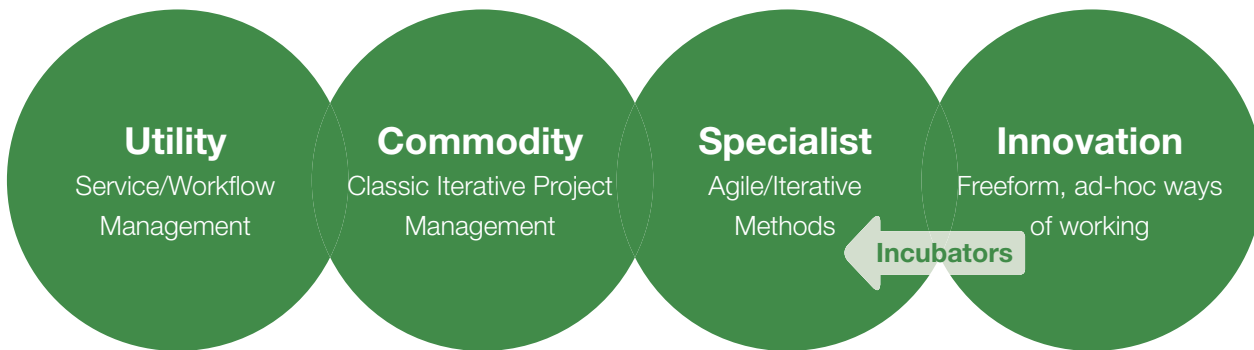 Utility
Service/Workflow
Management
Commodity
Classic Iterative Project
Management
Specialist
Agile/Iterative
Methods
Innovation
Freeform, ad-hoc ways
of working
Incubators